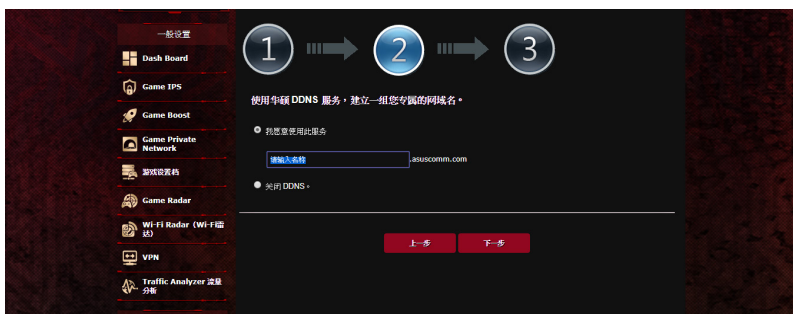 一般设置
Dash Board
Game IPS
Game Boost
Game Private
Network
游戏设置档
Game Radar
Wi-Fi Radar (Wi-Fi雷
达)
VPN
Traffic Analyzer 流量
分析
1
2
3
使用华硕 DDNS 服务，建立一组您专属的网域名。
我愿意使用此服务
请输入名称 .asuscomm.com
关闭 DDNS。
上一步 下一步